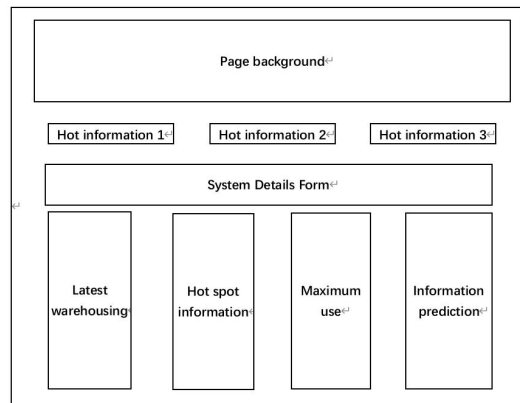 Page background
Hot information 1
Hot information 2
Hot information 3
System Details Form
Latest
warehousing
Hot spot
information
Maximum
use
Information
prediction